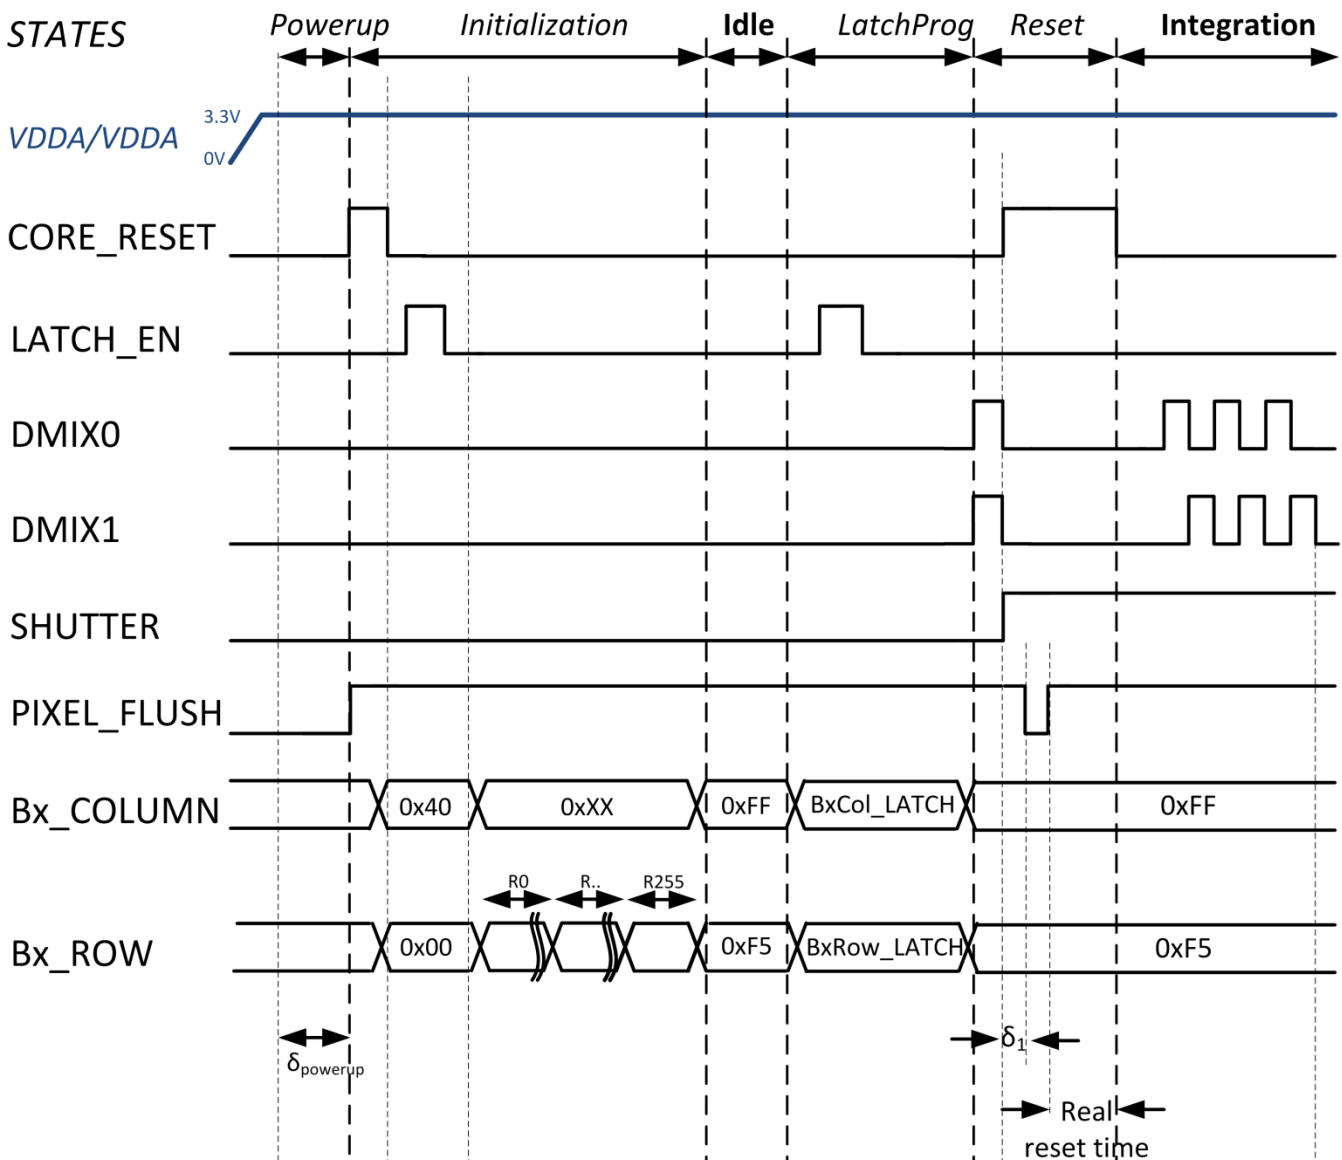 STATES Powerup Initialization Idle LatchProg Reset Integration
VDDA/VDDA 3.3V
0V
CORE_RESET
LATCH_EN
DMIX0
DMIX1
SHUTTER
PIXEL_FLUSH
Bx_COLUMN 0x40 0xXX 0xFF BxCol_LATCH 0xFF
R0 R.. R255
Bx_ROW 0x00 0xF5 BxRow_LATCH 0xF5
δpowerup δ1
Real
reset time